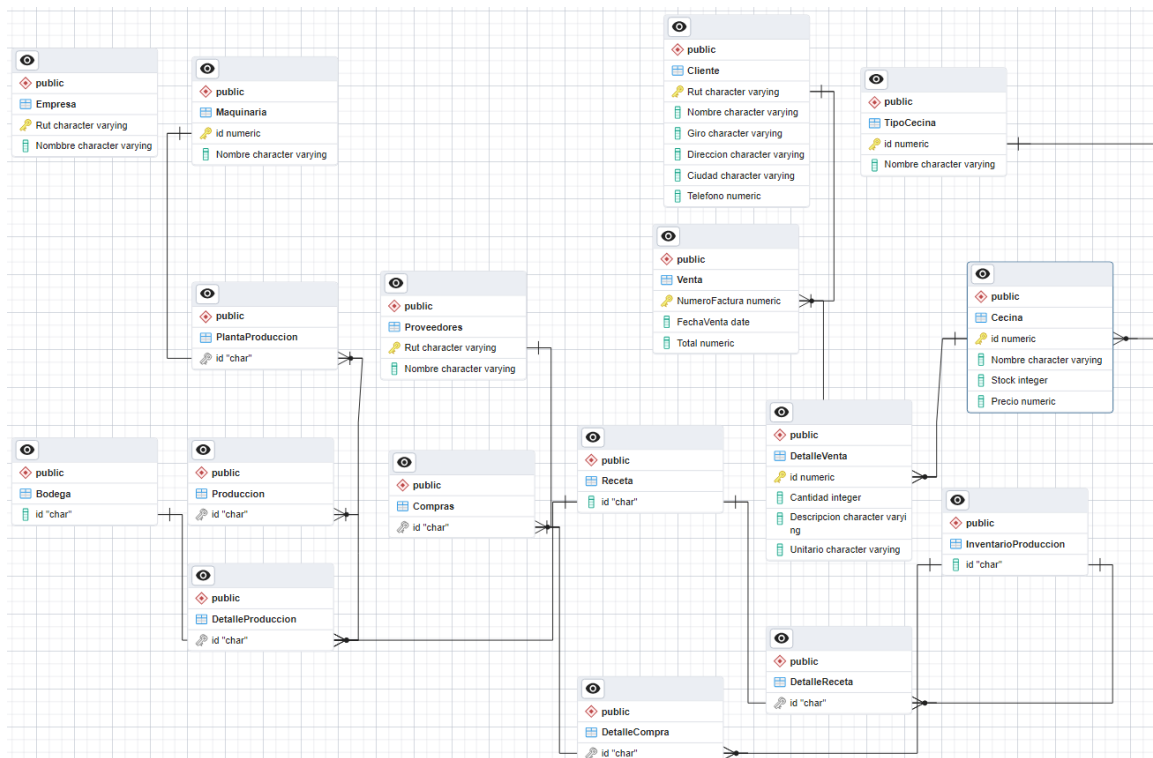 public
Empresa
Rut character varying
Nombbre character varying
public
Maquinaria
id numeric
Nombre character varying
public
Cliente
Rut character varying
Nombre character varying
Giro character varying
Direccion character varying
Ciudad character varying
Telefono numeric
public
TipoCecina
id numeric
Nombre character varying
public
PlantaProduccion
id "char"
public
Proveedores
Rut character varying
Nombre character varying
public
Venta
NumeroFactura numeric
FechaVenta date
Total numeric
public
Cecina
id numeric
Nombre character varying
Stock integer
Precio numeric
public
Bodega
id "char"
public
Produccion
id "char"
public
Compras
id "char"
public
Receta
id "char"
public
DetalleVenta
id numeric
Cantidad integer
Descripcion character varyi
ng
Unitario character varying
public
InventarioProduccion
id "char"
public
DetalleProduccion
id "char"
public
DetalleCompra
id "char"
public
DetalleReceta
id "char"